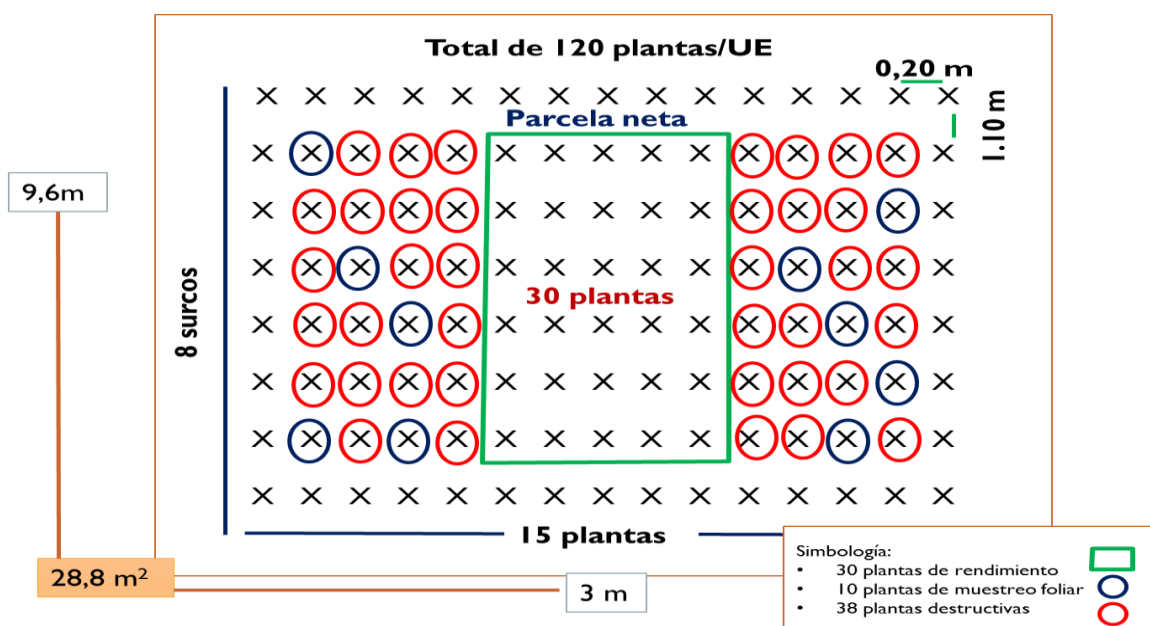 Total de 120 plantas/UE
0,20 m
1.10 m
Parcela neta
9,6m
8 surcos
30 plantas
15 plantas
28,8 m²
3 m
Simbología:
• 30 plantas de rendimiento
• 10 plantas de muestreo foliar
• 38 plantas destructivas